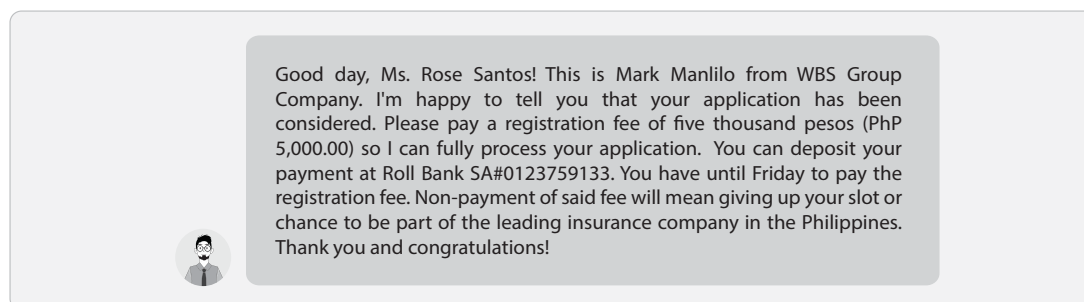 Good day, Ms. Rose Santos! This is Mark Manlilo from WBS Group
Company. I'm happy to tell you that your application has been
considered. Please pay a registration fee of five thousand pesos (PhP
5,000.00) so I can fully process your application. You can deposit your
payment at Roll Bank SA#0123759133. You have until Friday to pay the
registration fee. Non-payment of said fee will mean giving up your slot or
chance to be part of the leading insurance company in the Philippines.
Thank you and congratulations!